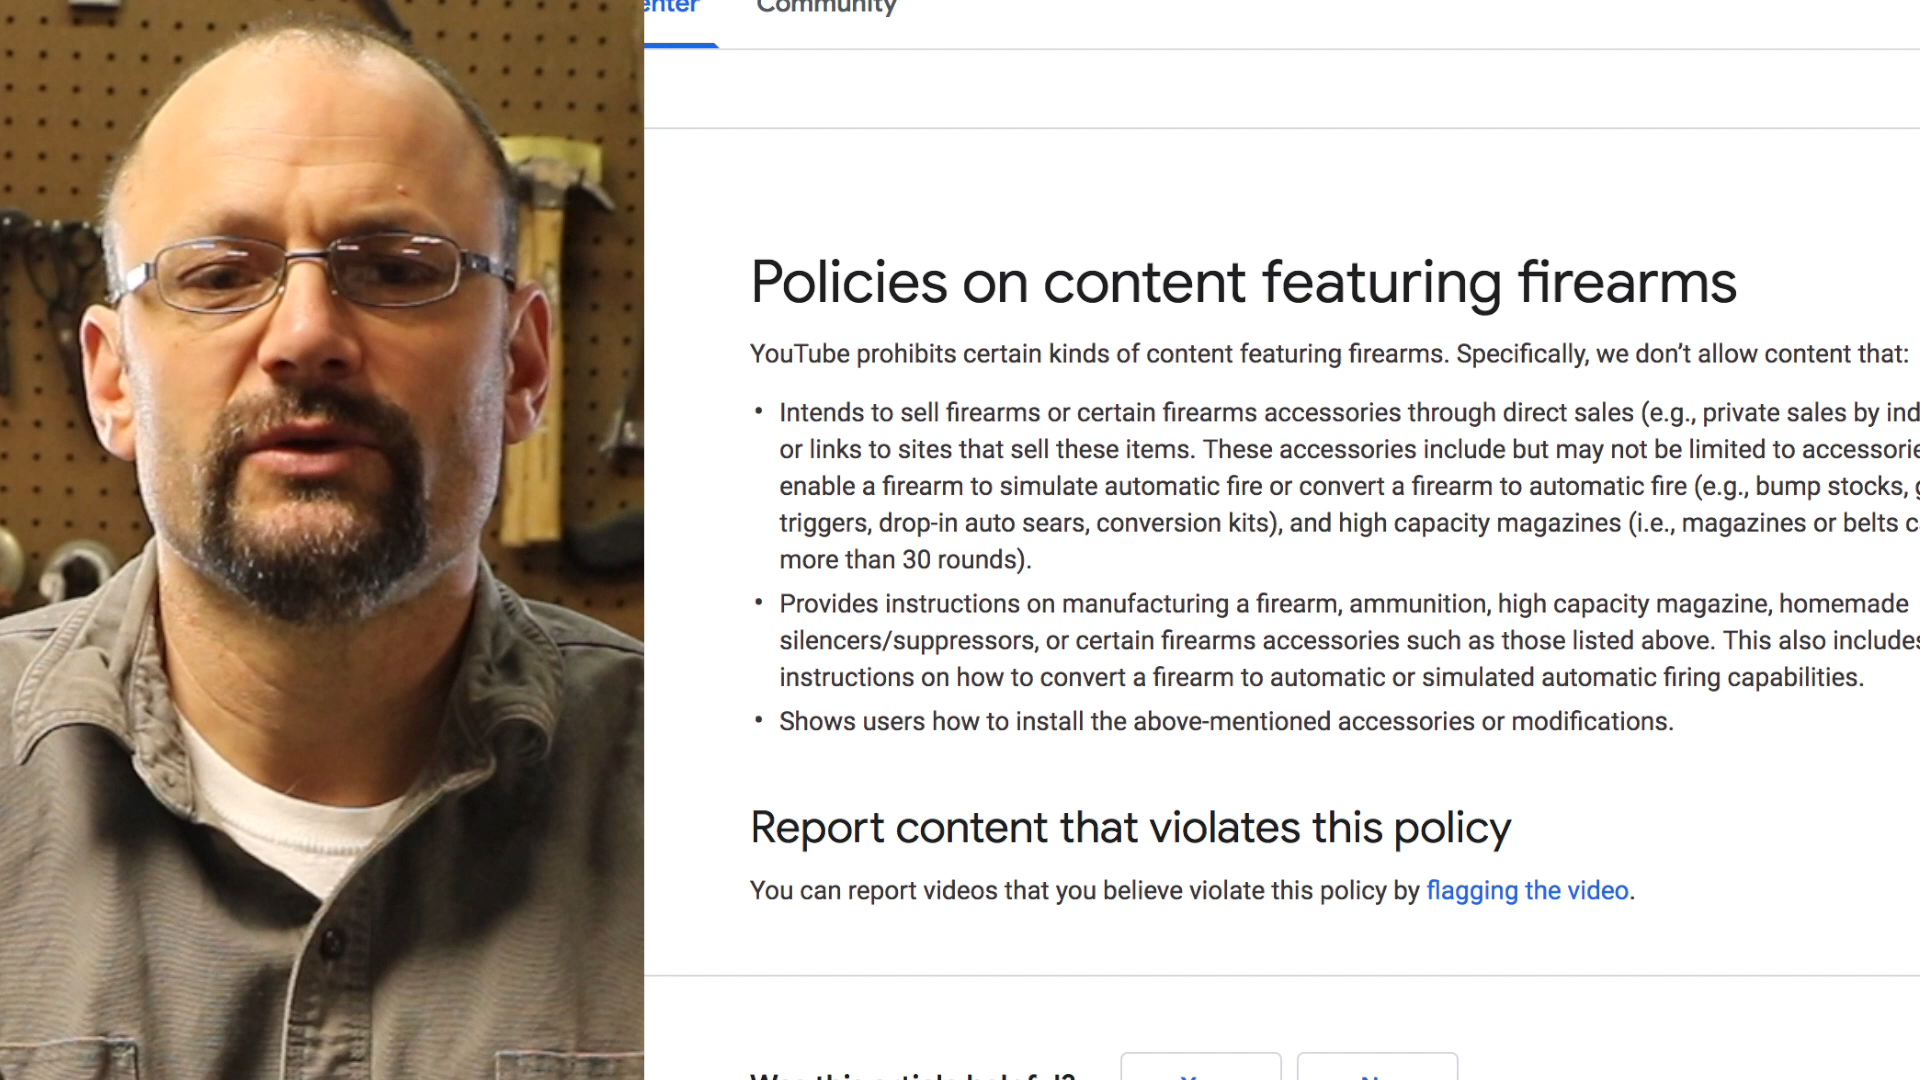 Community
Policies on content featuring firearms
YouTube prohibits certain kinds of content featuring firearms. Specifically, we don’t allow content that:
• Intends to sell firearms or certain firearms accessories through direct sales (e.g., private sales by
or links to sites that sell these items. These accessories include but may not be limited to
enable a firearm to simulate automatic fire or convert a firearm to automatic fire (e.g., bump stocks,
triggers, drop-in auto sears, conversion kits), and high capacity magazines (i.e., magazines or belts
more than 30 rounds).
• Provides instructions on manufacturing a firearm, ammunition, high capacity magazine, homemade
silencers/suppressors, or certain firearms accessories such as those listed above. This also includes
instructions on how to convert a firearm to automatic or simulated automatic firing capabilities.
• Shows users how to install the above-mentioned accessories or modifications.
Report content that violates this policy
You can report videos that you believe violate this policy by flagging the video.